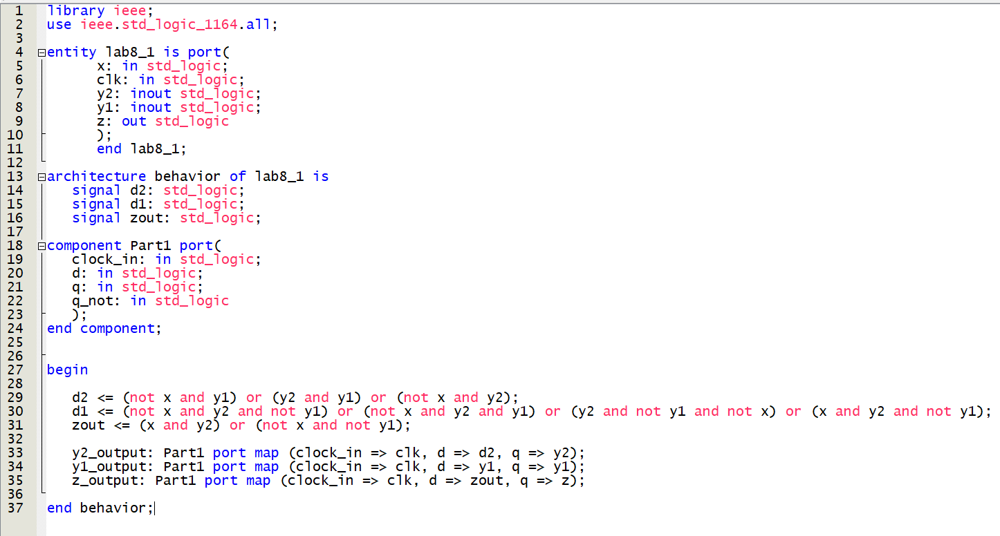 1 library ieee;
2 use ieee.std_logic_1164.all;
3
4 entity lab8_1 is port(
5 x: in std_logic;
6 clk: in std_logic;
7 y2: inout std_logic;
8 y1: inout std_logic;
9 z: out std_logic
10 );
11 end lab8_1;
12
13 architecture behavior of lab8_1 is
14 signal d2: std_logic;
15 signal d1: std_logic;
16 signal zout: std_logic;
17
18 component Part1 port(
19 clock_in: in std_logic;
20 d: in std_logic;
21 q: in std_logic;
22 q_not: in std_logic
23 );
24 end component;
25
26
27 begin
28
29 d2 <= (not x and y1) or (y2 and y1) or (not x and y2);
30 d1 <= (not x and y2 and not y1) or (not x and y2 and y1) or (y2 and not y1 and not x) or (x and y2 and not y1);
31 zout <= (x and y2) or (not x and not y1);
32
33 y2_output: Part1 port map (clock_in => clk, d => d2, q => y2);
34 y1_output: Part1 port map (clock_in => clk, d => y1, q => y1);
35 z_output: Part1 port map (clock_in => clk, d => zout, q => z);
36
37 end behavior;